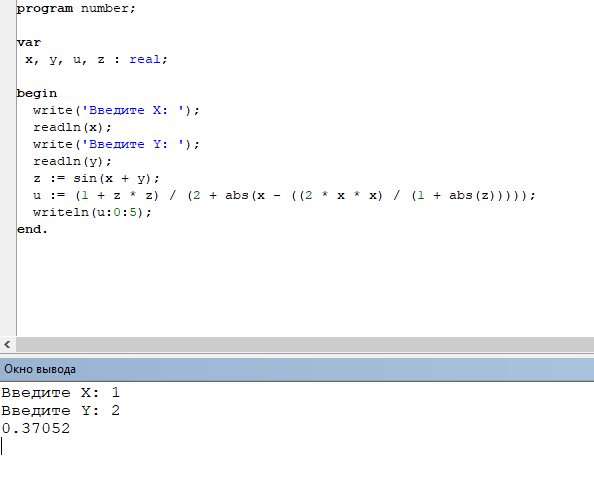 program number;
var
x, y, u, z : real;
begin
write('Введите X: ');
readln(x);
write('Введите Y: ');
readln(y);
z := sin(x + y);
u := (1 + z * z) / (2 + abs(x - ((2 * x * x) / (1 + abs(z)))));
writeln(u:0:5);
end.
Окно вывода
Введите X: 1
Введите Y: 2
0.37052